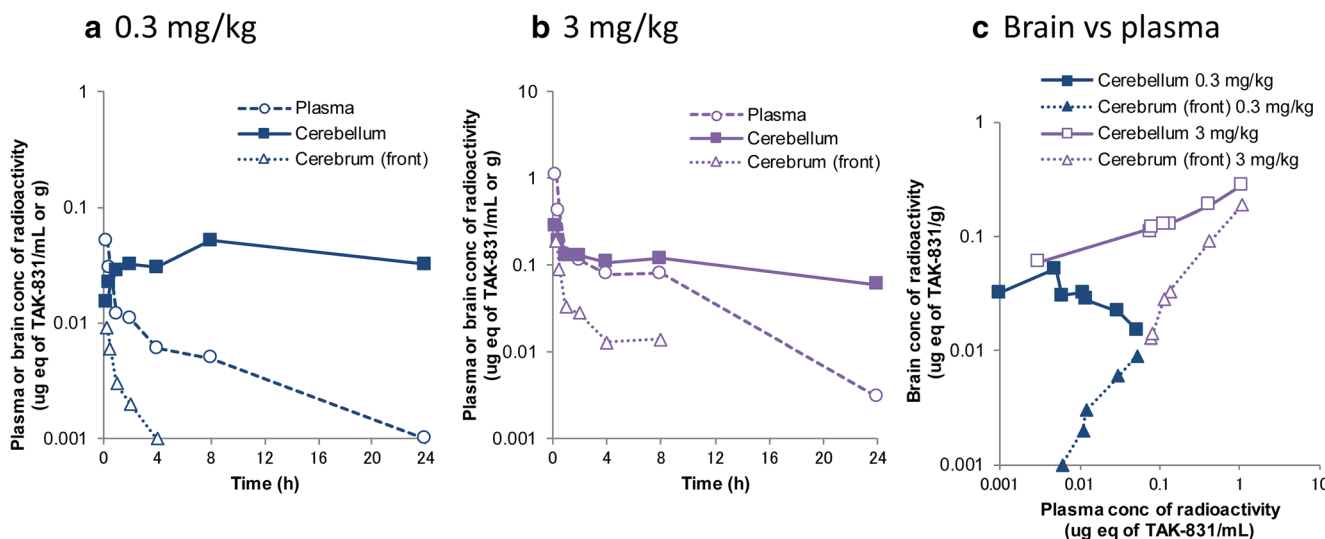 a 0.3 mg/kg
Plasma or brain conc of radioactivity
(ug eq of TAK-831/mL or g)
1
0.1
0.01
0.001
Plasma
Cerebellum
Cerebrum (front)
0 4 8 12 16 20 24
Time (h)
b 3 mg/kg
Plasma or brain conc raf radioactivity
(ug eq of TAK-831/mL or g)
10
1
0.1
0.01
0.001
Plasma
Cerebellum
Cerebrum (front)
0 4 8 12 16 20 24
Time (h)
c Brain vs plasma
Cerebellum 0.3 mg/kg
Cerebrum (front) 0.3 mg/kg
Cerebellum 3 mg/kg
Cerebrum (front) 3 mg/kg
Brain conc of radioactivity
(ug eq of TAK-831/g)
1
0.1
0.01
0.001
0.001 0.01 0.1 1 10
Plasma conc of radioactivity
(ug eq of TAK-831/mL)